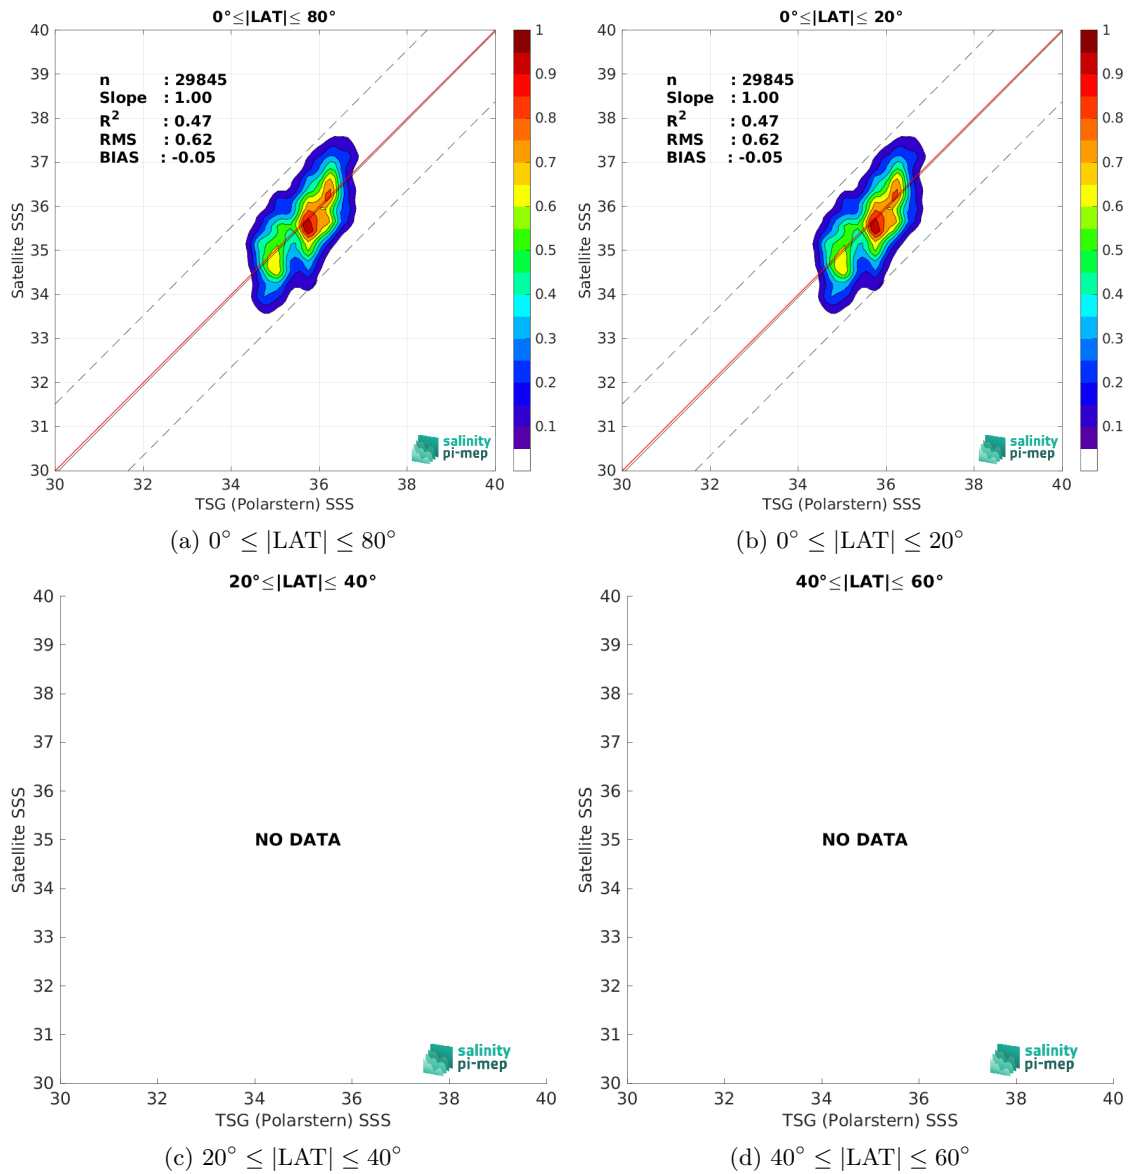 0°≤|LAT|≤ 80°
40
39
38
37
36
35
34
33
32
31
30
Satellite SSS
n : 29845
Slope : 1.00
R² : 0.47
RMS : 0.62
BIAS : -0.05
salinity
pi-mep
30 32 34 36 38 40
TSG (Polarstern) SSS
1
0.9
0.8
0.7
0.6
0.5
0.4
0.3
0.2
0.1
(a) 0° ≤ |LAT| ≤ 80°
0°≤|LAT|≤ 20°
40
39
38
37
36
35
34
33
32
31
30
Satellite SSS
n : 29845
Slope : 1.00
R² : 0.47
RMS : 0.62
BIAS : -0.05
salinity
pi-mep
30 32 34 36 38 40
TSG (Polarstern) SSS
1
0.9
0.8
0.7
0.6
0.5
0.4
0.3
0.2
0.1
(b) 0° ≤ |LAT| ≤ 20°
20°≤|LAT|≤ 40°
40
39
38
37
36
35
34
33
32
31
30
Satellite SSS
NO DATA
salinity
pi-mep
30 32 34 36 38 40
TSG (Polarstern) SSS
(c) 20° ≤ |LAT| ≤ 40°
40°≤|LAT|≤ 60°
40
39
38
37
36
35
34
33
32
31
30
Satellite SSS
NO DATA
salinity
pi-mep
30 32 34 36 38 40
TSG (Polarstern) SSS
(d) 40° ≤ |LAT| ≤ 60°